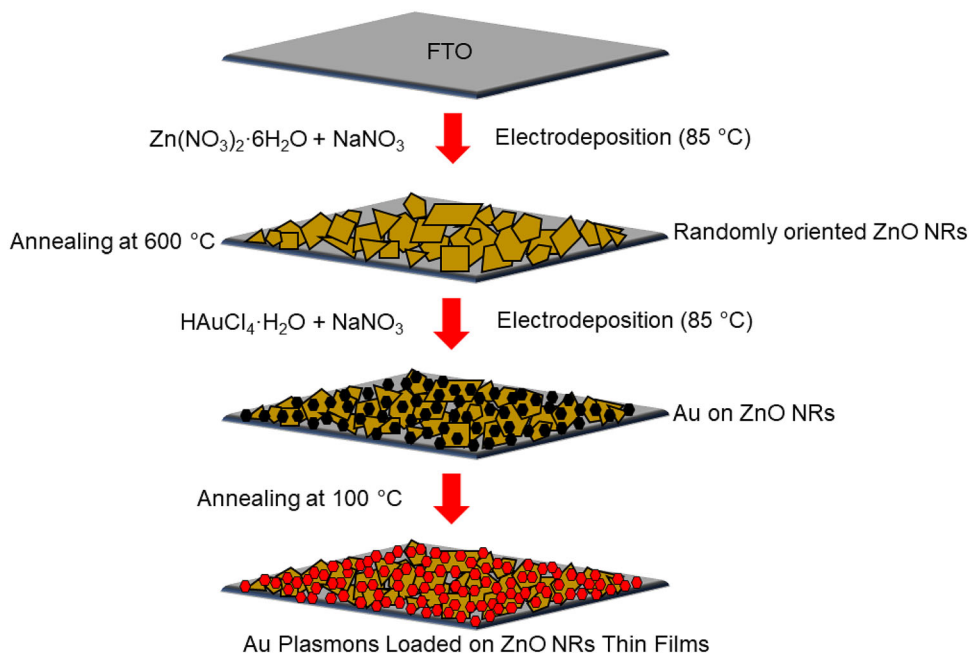 FTO
Zn(NO₃)₂·6H₂O + NaNO₃
Electrodeposition (85 °C)
Annealing at 600 °C
Randomly oriented ZnO NRs
HAuCl₄·H₂O + NaNO₃
Electrodeposition (85 °C)
Au on ZnO NRs
Annealing at 100 °C
Au Plasmons Loaded on ZnO NRs Thin Films